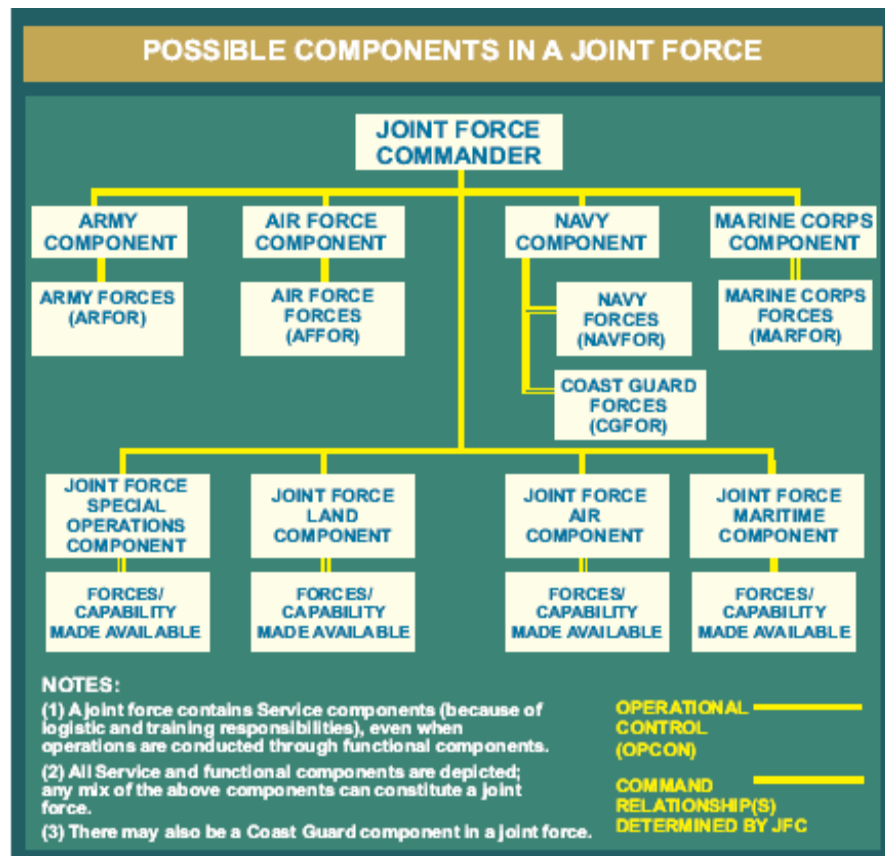 POSSIBLE COMPONENTS IN A JOINT FORCE
JOINT FORCE
COMMANDER
ARMY
COMPONENT
AIR FORCE
COMPONENT
NAVY
COMPONENT
MARINE CORPS
COMPONENT
ARMY FORCES
(ARFOR)
AIR FORCE
FORCES
(AFFOR)
NAVY
FORCES
(NAVFOR)
MARINE CORPS
FORCES
(MARFOR)
COAST GUARD
FORCES
(CGFOR)
JOINT FORCE
SPECIAL
OPERATIONS
COMPONENT
JOINT FORCE
LAND
COMPONENT
JOINT FORCE
AIR
COMPONENT
JOINT FORCE
MARITIME
COMPONENT
FORCES/
CAPABILITY
MADE AVAILABLE
FORCES/
CAPABILITY
MADE AVAILABLE
FORCES/
CAPABILITY
MADE AVAILABLE
FORCES/
CAPABILITY
MADE AVAILABLE
NOTES:
(1) A joint force contains Service components (because of
logistic and training responsibilities), even when
operations are conducted through functional components.
(2) All Service and functional components are depicted;
any mix of the above components can constitute a joint
force.
(3) There may also be a Coast Guard component in a joint force.
OPERATIONAL
CONTROL
(OPCON)
COMMAND
RELATIONSHIP(S)
DETERMINED BY JFC